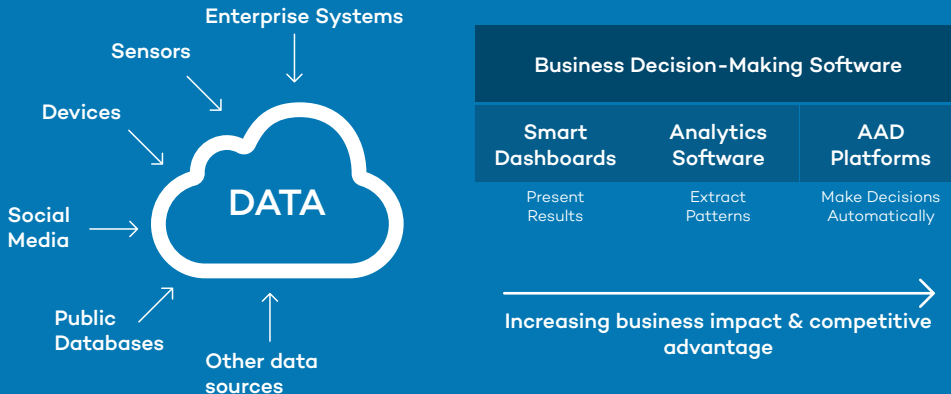 Enterprise Systems
Sensors
Devices
Social
Media
Public
Databases
Other data
sources
DATA
Business Decision-Making Software
Smart
Dashboards
Analytics
Software
AAD
Platforms
Present
Results
Extract
Patterns
Make Decisions
Automatically
Increasing business impact & competitive
advantage